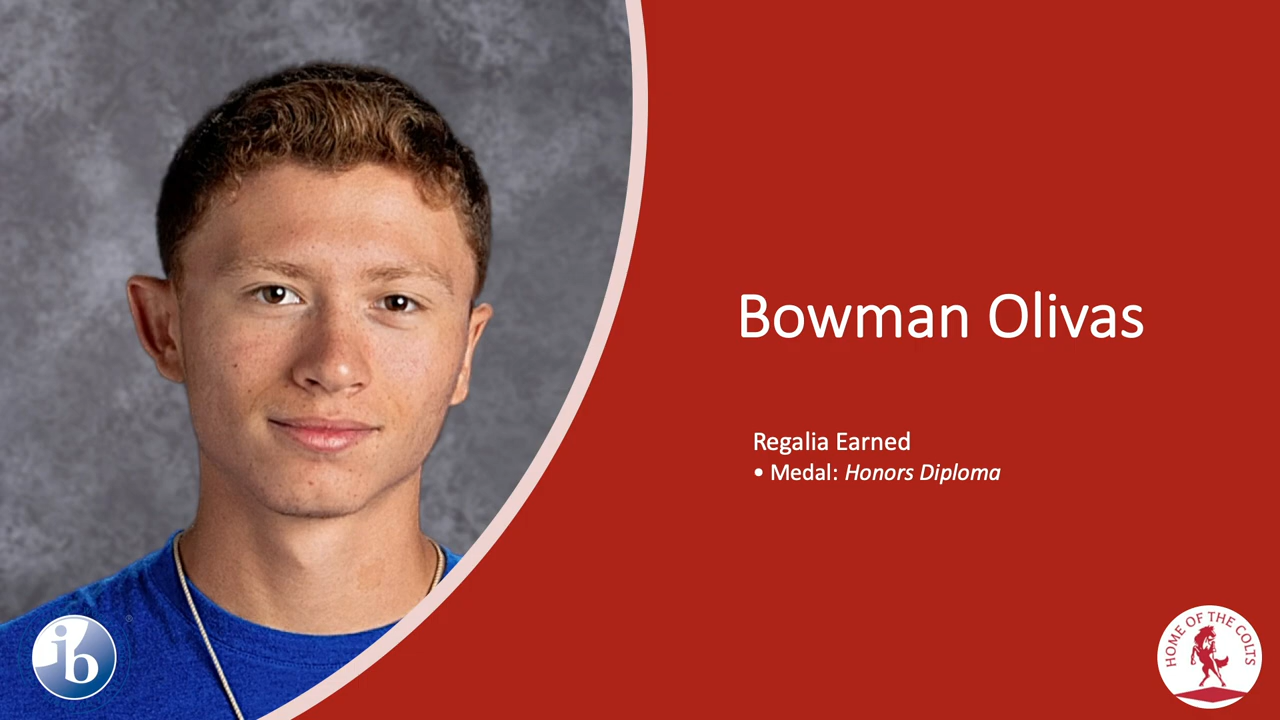 Bowman Olivas
Regalia Earned
• Medal: Honors Diploma
ib
®
HOME OF THE COLTS